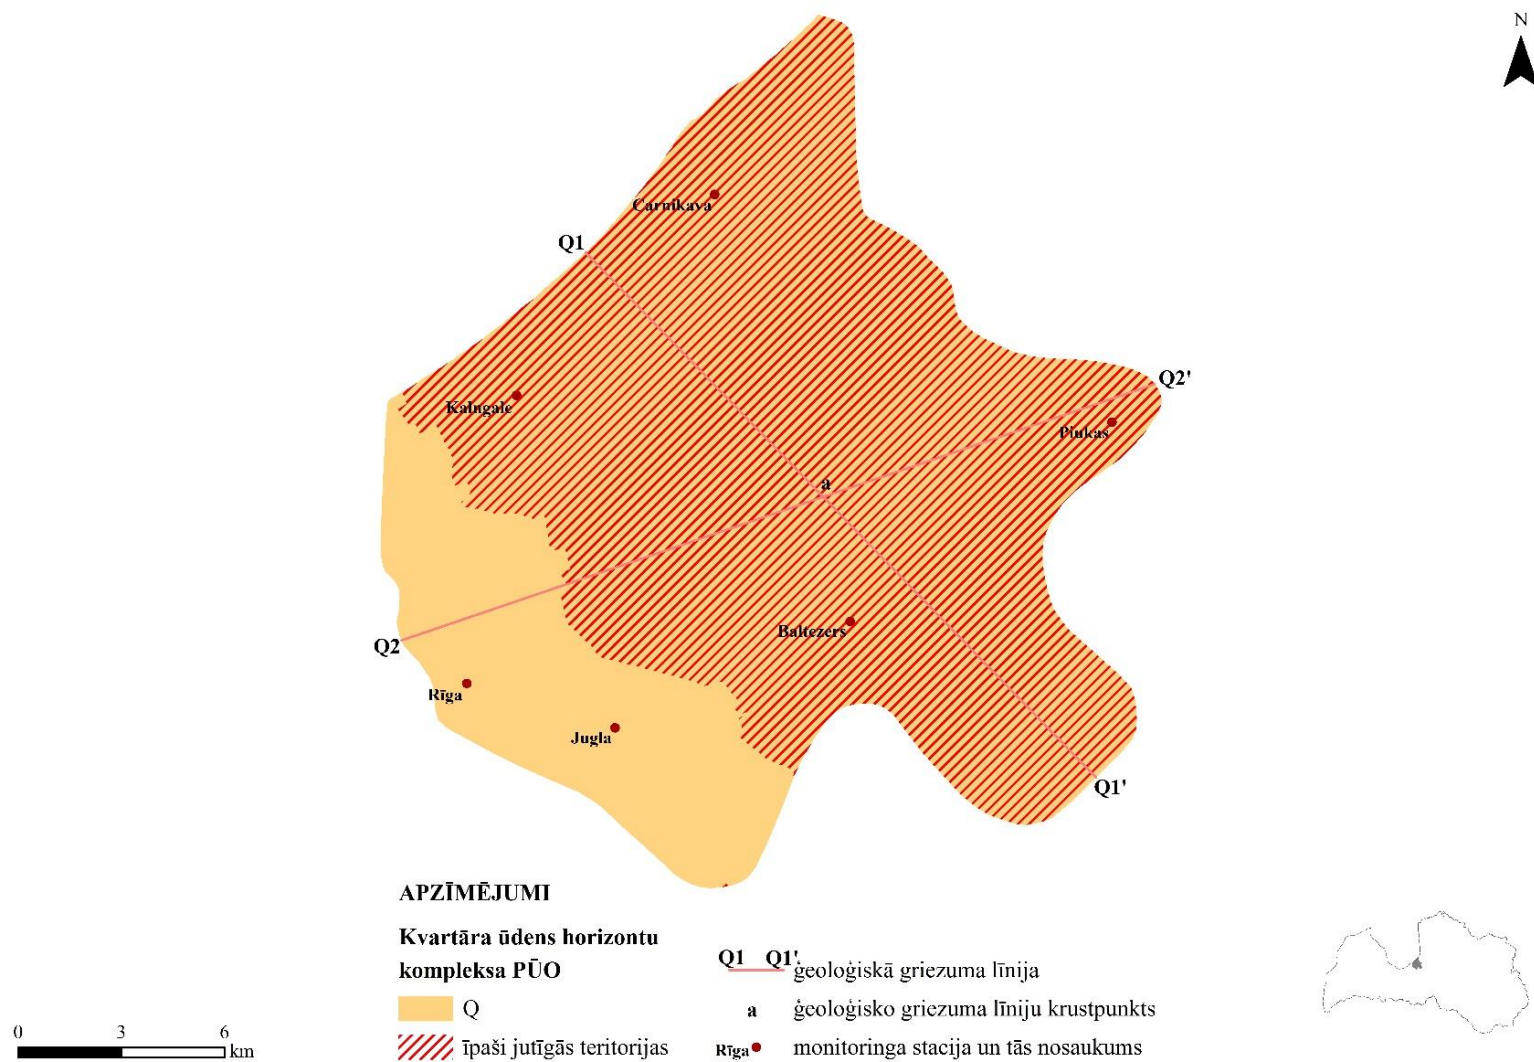 N
Carnikava
Q1
Kalngale
Q2'
Piukas
a
Baltezers
Q2
Rīga
Jugla
Q1'
APZĪMĒJUMI
Kvartāra ūdens horizontu
kompleksa PŪO
Q
īpaši jutīgās teritorijas
Q1 Q1' ģeoloģiskā griezuma līnija
a ģeoloģisko griezuma līniju krustpunkts
Rīga monitoringa stacija un tās nosaukums
0 3 6
km